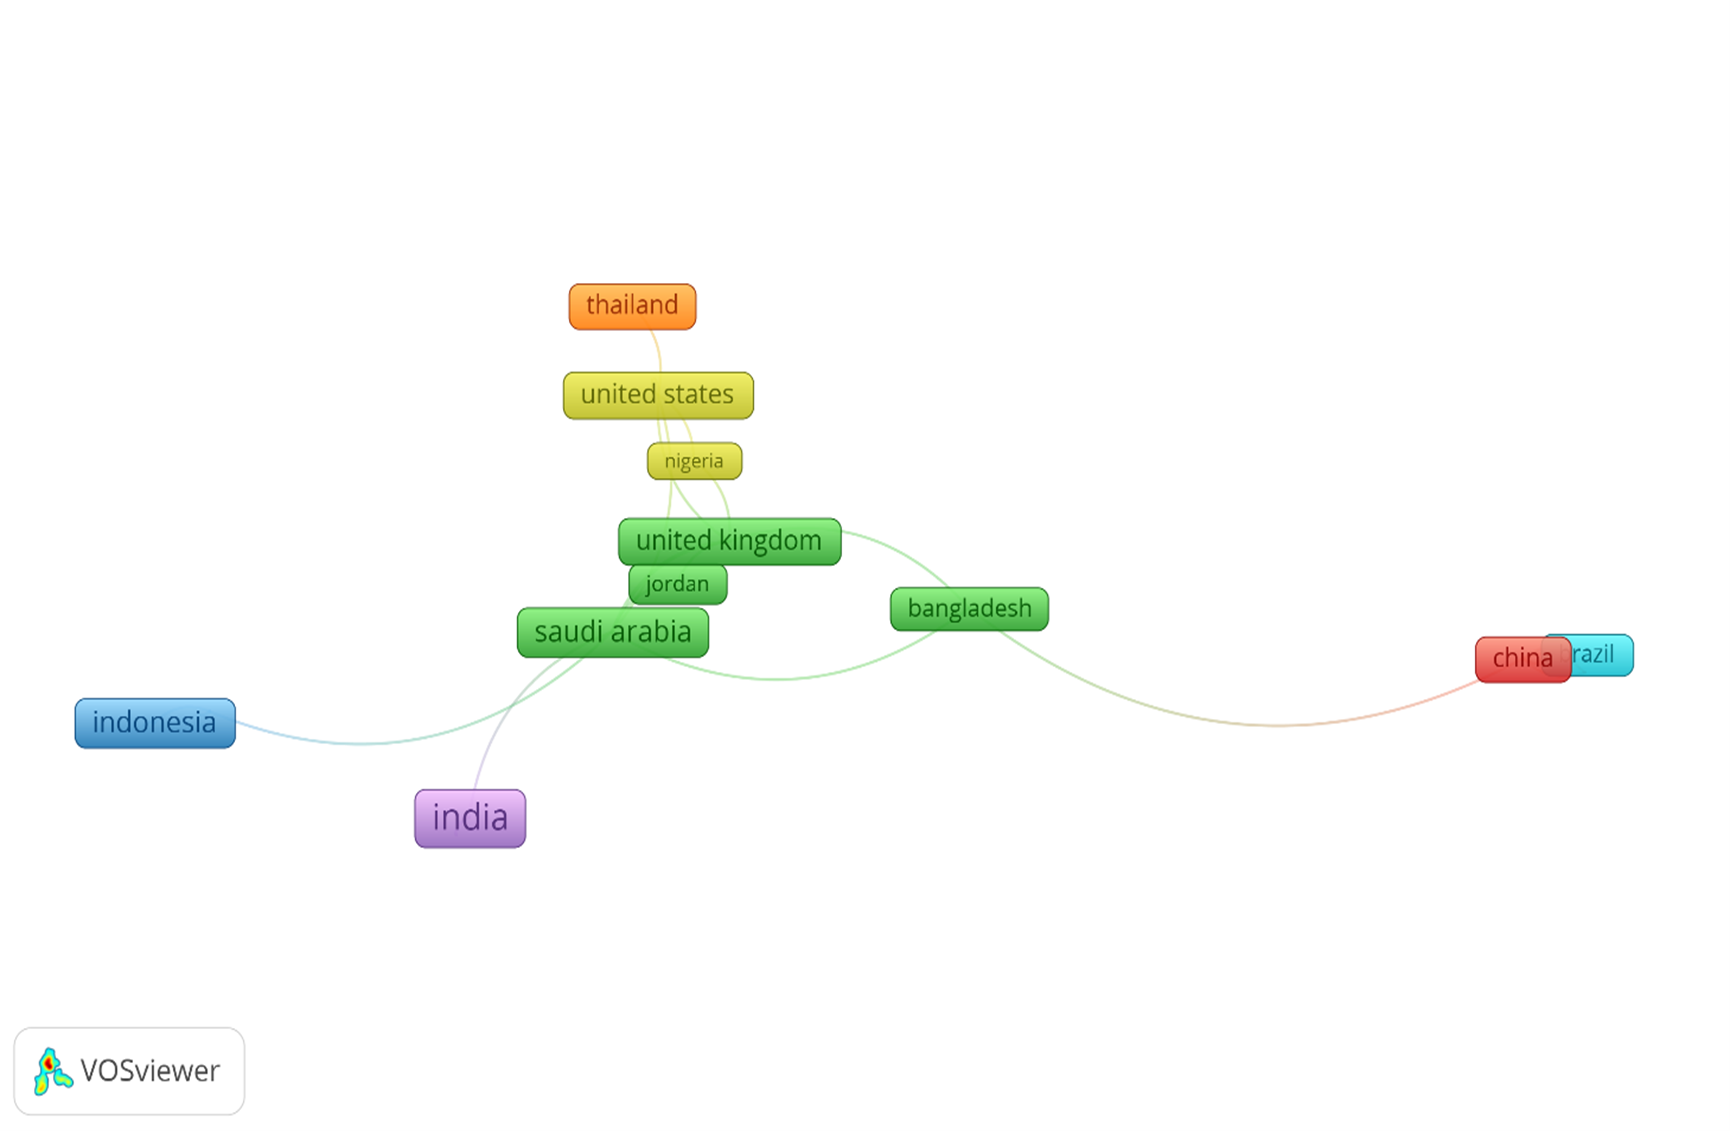 thailand
united states
nigeria
united kingdom
jordan
saudi arabia
bangladesh
china
razil
indonesia
india
VOSviewer